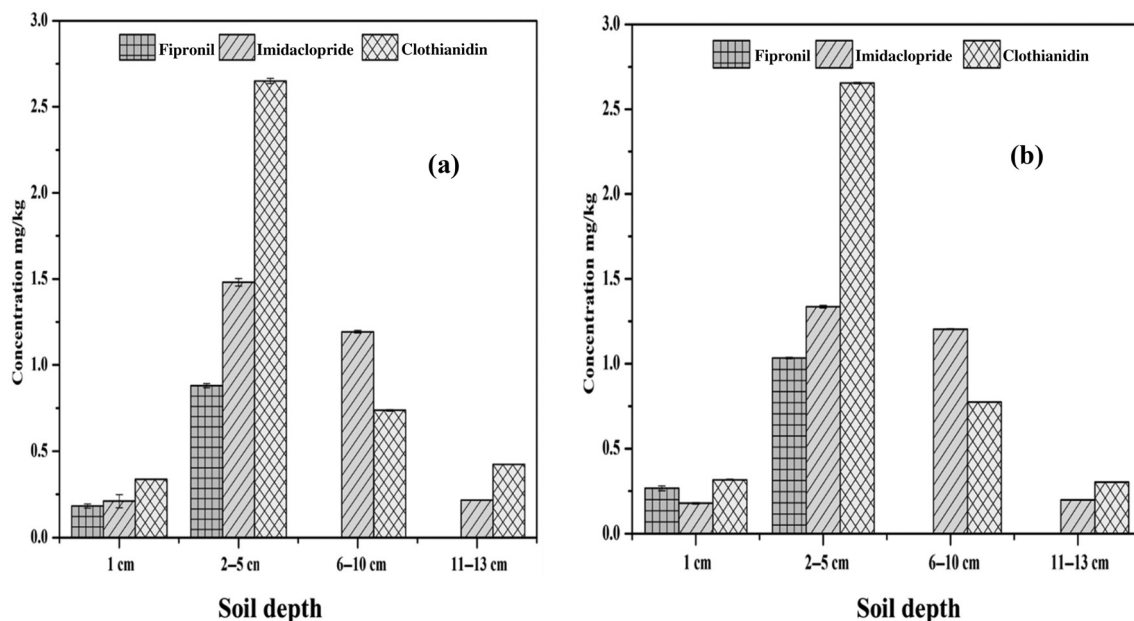 Fipronil Imidaclopride Clothianidin
(a)
Concentration mg/kg
3.0
2.5
2.0
1.5
1.0
0.5
0.0
1 cm 2–5 cn 6–10 cm 11–13 cm
Soil depth
Fipronil Imidaclopride Clothianidin
(b)
Concentration mg/kg
3.0
2.5
2.0
1.5
1.0
0.5
0.0
1 cm 2–5 cm 6–10 cm 11–13 cm
Soil depth